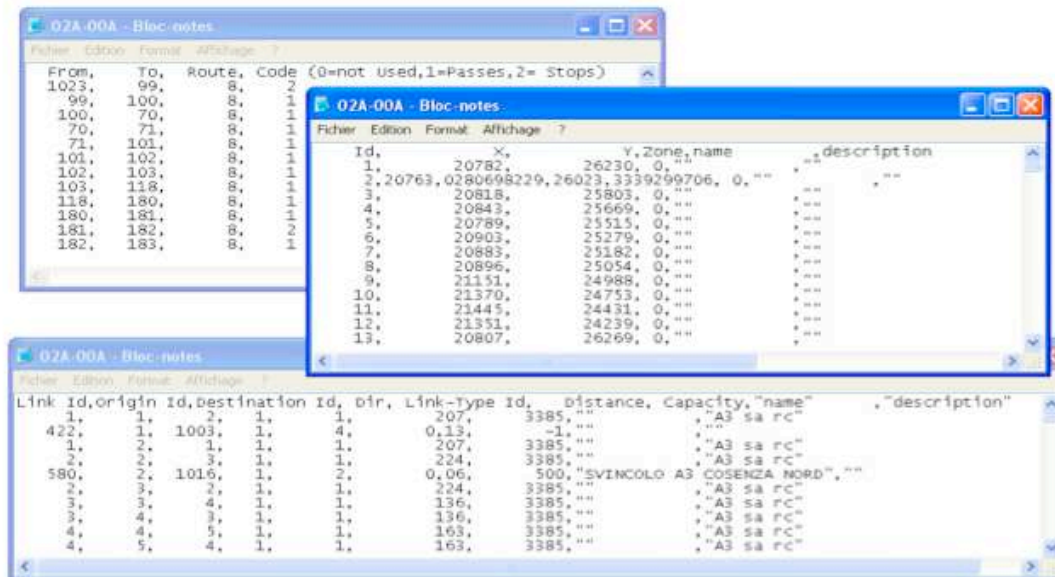 02A-00A - Bloc-notes
Fichier Edition Format Affichage ?
From, To, Route, Code (0=not Used,1=Passes,2= Stops)
1023, 99, 8, 2
99, 100, 8, 1
100, 70, 8, 1
70, 71, 8, 1
71, 101, 8, 1
101, 102, 8, 1
102, 103, 8, 1
103, 118, 8, 1
118, 180, 8, 1
180, 181, 8, 1
181, 182, 8, 2
182, 183, 8, 1
02A-00A - Bloc-notes
Fichier Edition Format Affichage ?
Id, X, Y,Zone,name ,description
1, 20782, 26230, 0,"" ,""
2,20763,0280698229,26023,3339299706, 0,"" ,""
3, 20818, 25803, 0,"" ,""
4, 20843, 25669, 0,"" ,""
5, 20789, 25515, 0,"" ,""
6, 20903, 25279, 0,"" ,""
7, 20883, 25182, 0,"" ,""
8, 20896, 25054, 0,"" ,""
9, 21151, 24988, 0,"" ,""
10, 21370, 24753, 0,"" ,""
11, 21445, 24431, 0,"" ,""
12, 21351, 24239, 0,"" ,""
13, 20807, 26269, 0,"" ,""
02A-00A - Bloc-notes
Fichier Edition Format Affichage ?
Link Id,Origin Id,Destination Id, Dir, Link-Type Id, Distance, Capacity,"name" ,"description"
1, 1, 2, 1, 1, 207, 3385,"" ,"A3 sa rc"
422, 1, 1003, 1, 4, 0,13, -1,"" ,""
1, 2, 1, 1, 1, 207, 3385,"" ,"A3 sa rc"
2, 2, 3, 1, 1, 224, 3385,"" ,"A3 sa rc"
580, 2, 1016, 1, 2, 0,06, 500,"SVINCOLO A3 COSENZA NORD",""
2, 3, 2, 1, 1, 224, 3385,"" ,"A3 sa rc"
3, 3, 4, 1, 1, 136, 3385,"" ,"A3 sa rc"
3, 4, 3, 1, 1, 136, 3385,"" ,"A3 sa rc"
4, 4, 5, 1, 1, 163, 3385,"" ,"A3 sa rc"
4, 5, 4, 1, 1, 163, 3385,"" ,"A3 sa rc"